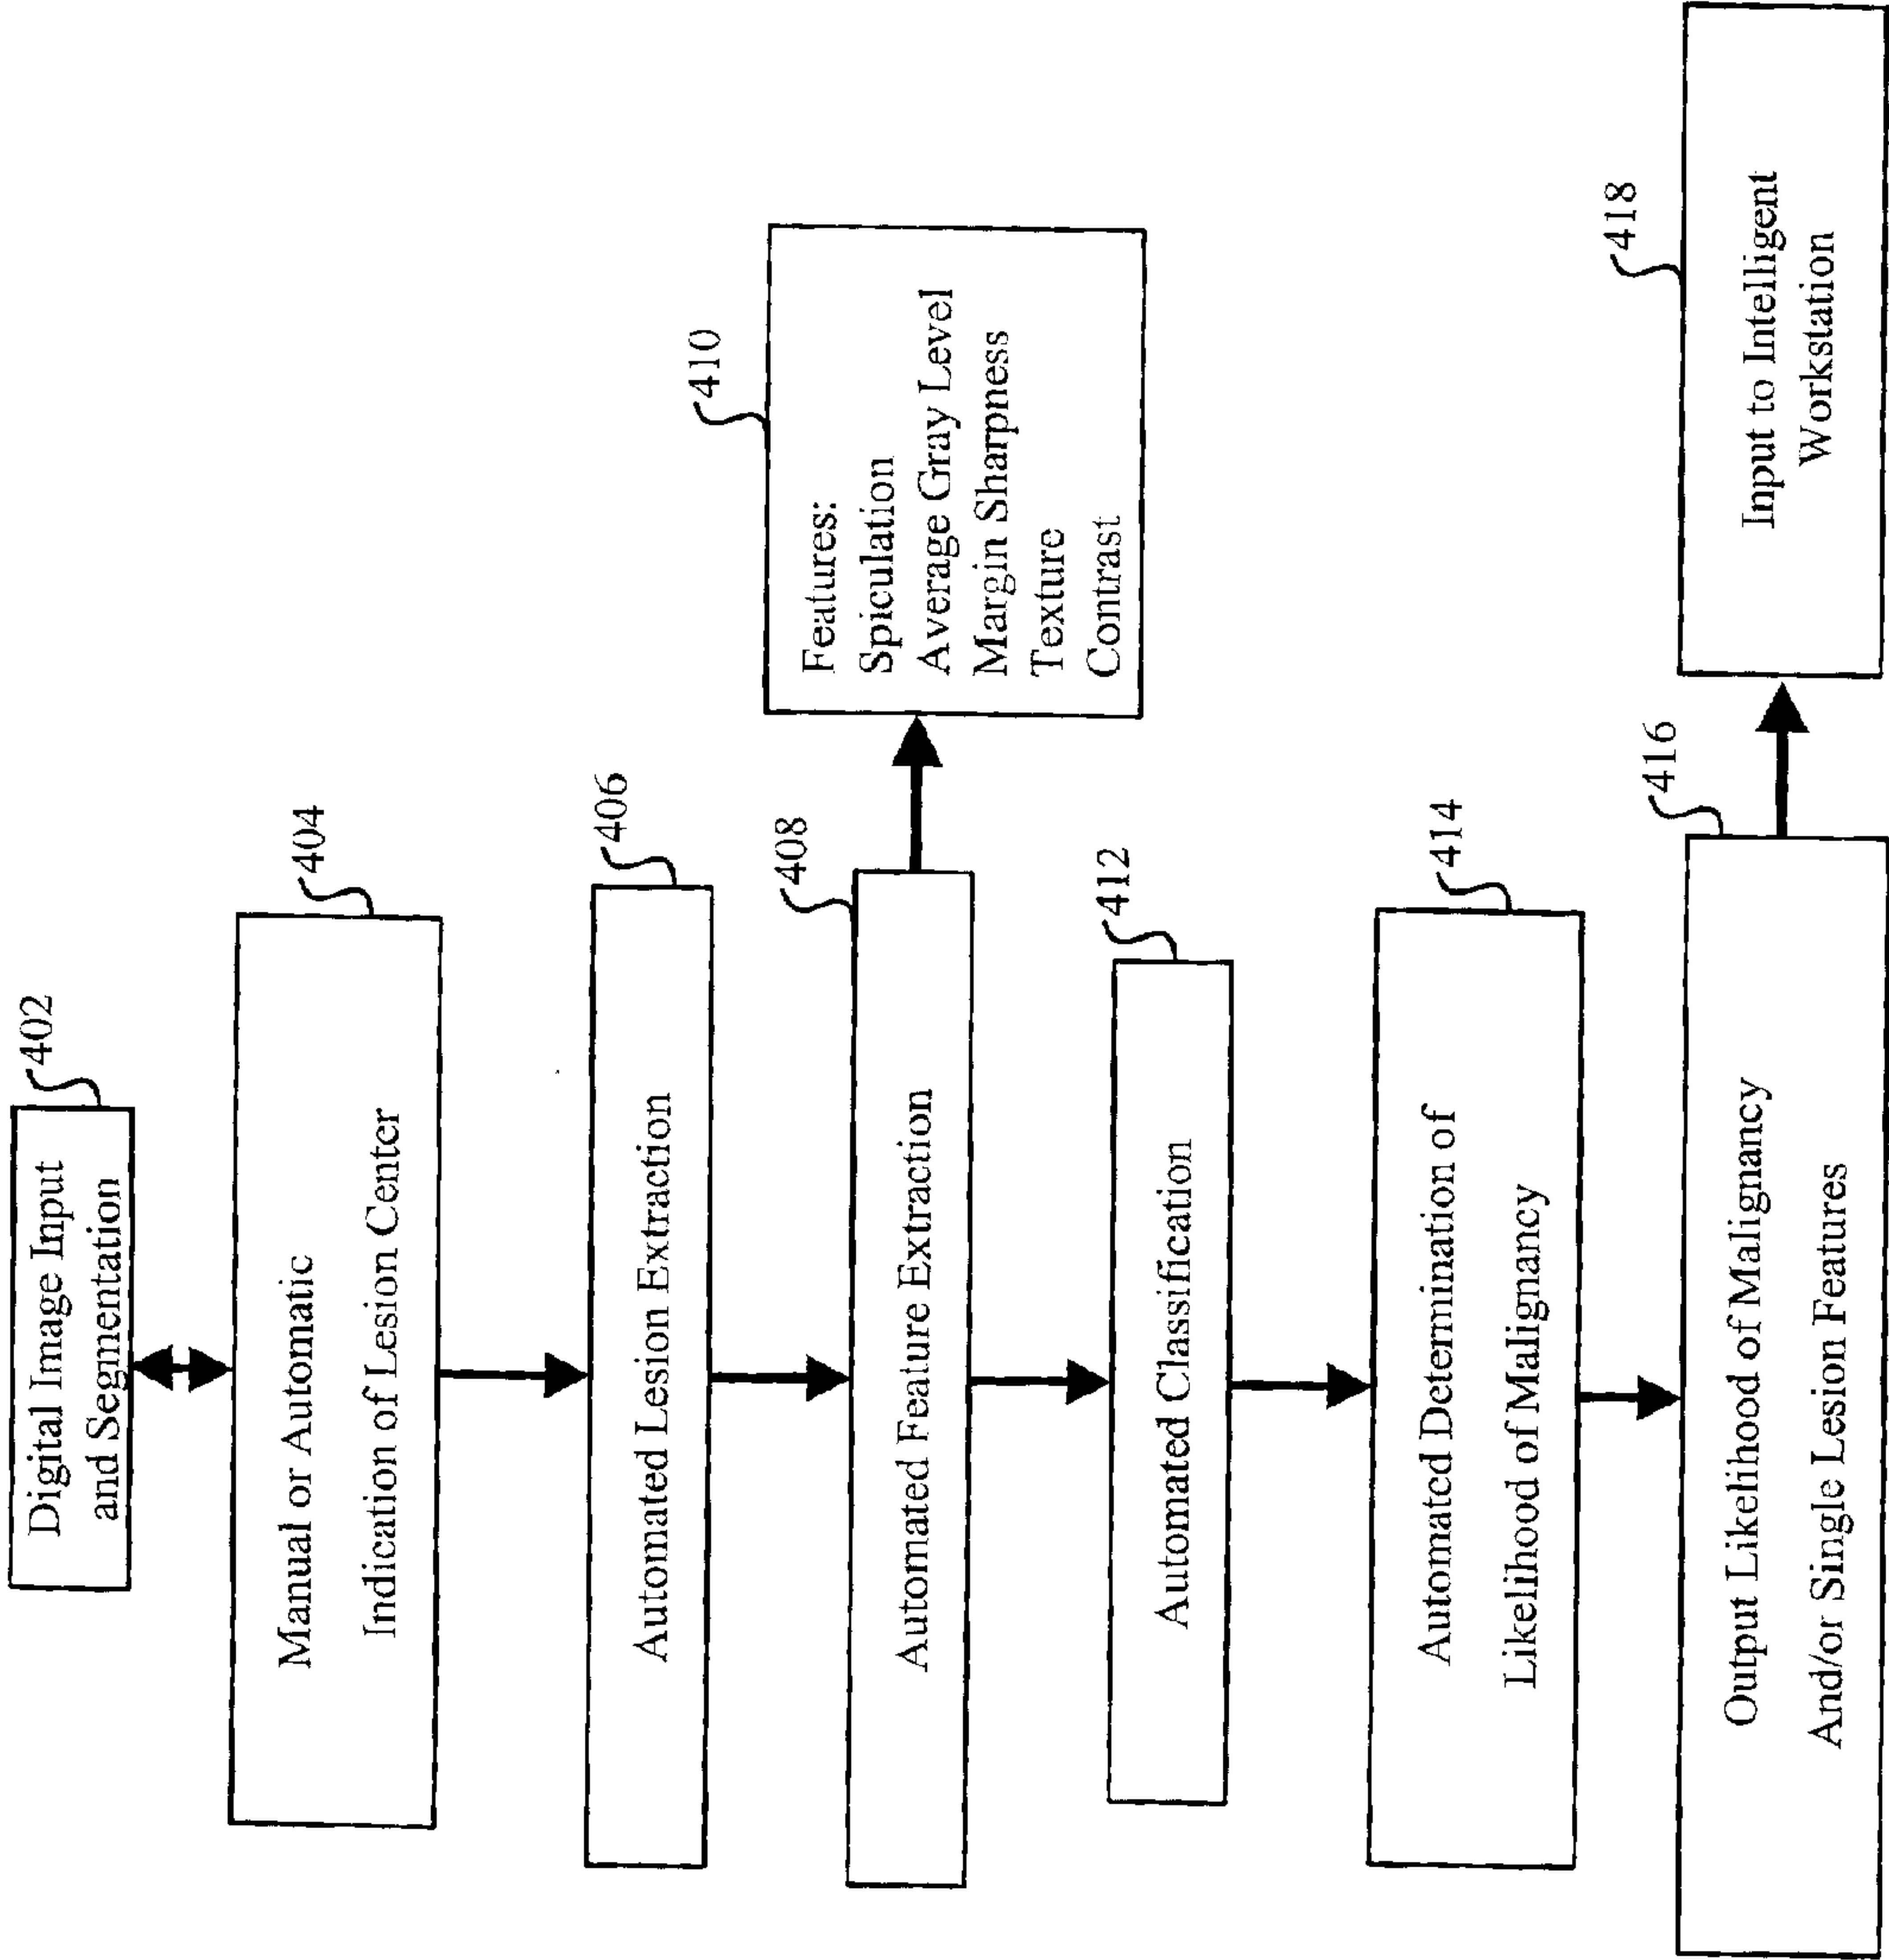 402
Digital Image Input
and Segmentation
404
Manual or Automatic
Indication of Lesion Center
406
Automated Lesion Extraction
408
Automated Feature Extraction
410
Features:
Spiculation
Average Gray Level
Margin Sharpness
Texture
Contrast
412
Automated Classification
414
Automated Determination of
Likelihood of Malignancy
416
Output Likelihood of Malignancy
And/or Single Lesion Features
418
Input to Intelligent
Workstation